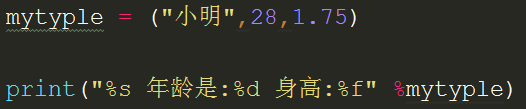 mytyple = ("小明",28,1.75)
print("%s 年龄是:%d 身高:%f" %mytyple)